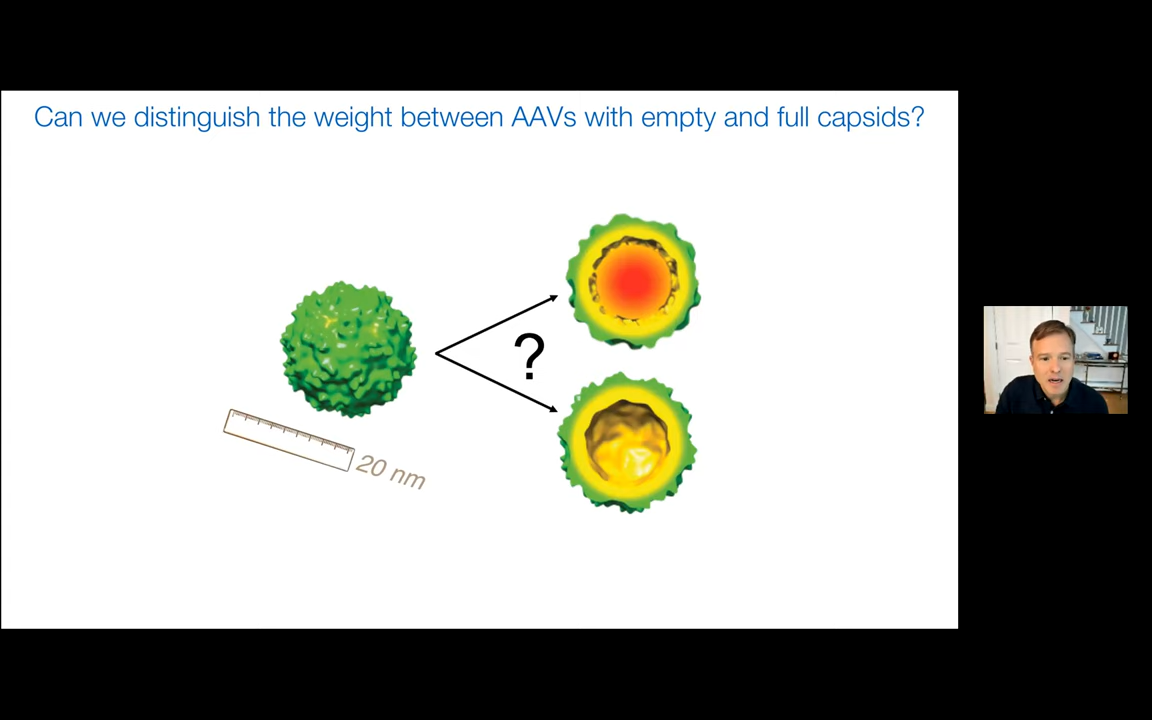 Can we distinguish the weight between AAVs with empty and full capsids?
?
20 nm